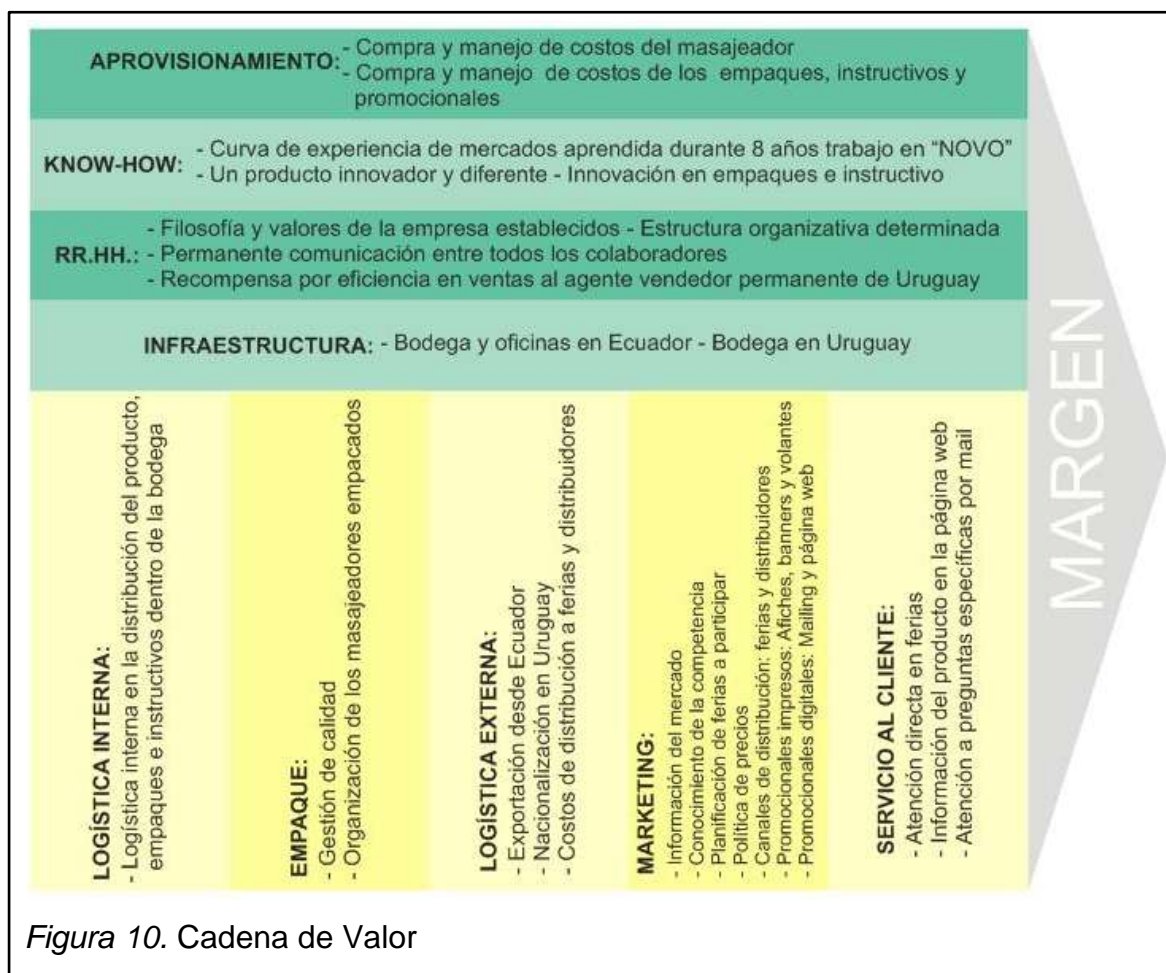 APROVISIONAMIENTO: - Compra y manejo de costos del masajeador
- Compra y manejo de costos de los empaques, instructivos y
promocionales
KNOW-HOW: - Curva de experiencia de mercados aprendida durante 8 años trabajo en “NOVO”
- Un producto innovador y diferente - Innovación en empaques e instructivo
- Filosofía y valores de la empresa establecidos - Estructura organizativa determinada
RR.HH.: - Permanente comunicación entre todos los colaboradores
- Recompensa por eficiencia en ventas al agente vendedor permanente de Uruguay
INFRAESTRUCTURA: - Bodega y oficinas en Ecuador - Bodega en Uruguay
LOGÍSTICA INTERNA:
- Logística interna en la distribución del producto,
empaques e instructivos dentro de la bodega
EMPAQUE:
- Gestión de calidad
- Organización de los masajeadores empacados
LOGÍSTICA EXTERNA:
- Exportación desde Ecuador
- Nacionalización en Uruguay
- Costos de distribución a ferias y distribuidores
MARKETING:
- Información del mercado
- Conocimiento de la competencia
- Planificación de ferias a participar
- Política de precios
- Canales de distribución: ferias y distribuidores
- Promocionales impresos: Afiches, banners y volantes
- Promocionales digitales: Mailing y página web
SERVICIO AL CLIENTE:
- Atención directa en ferias
- Información del producto en la página web
- Atención a preguntas específicas por mail
MARGEN
Figura 10. Cadena de Valor